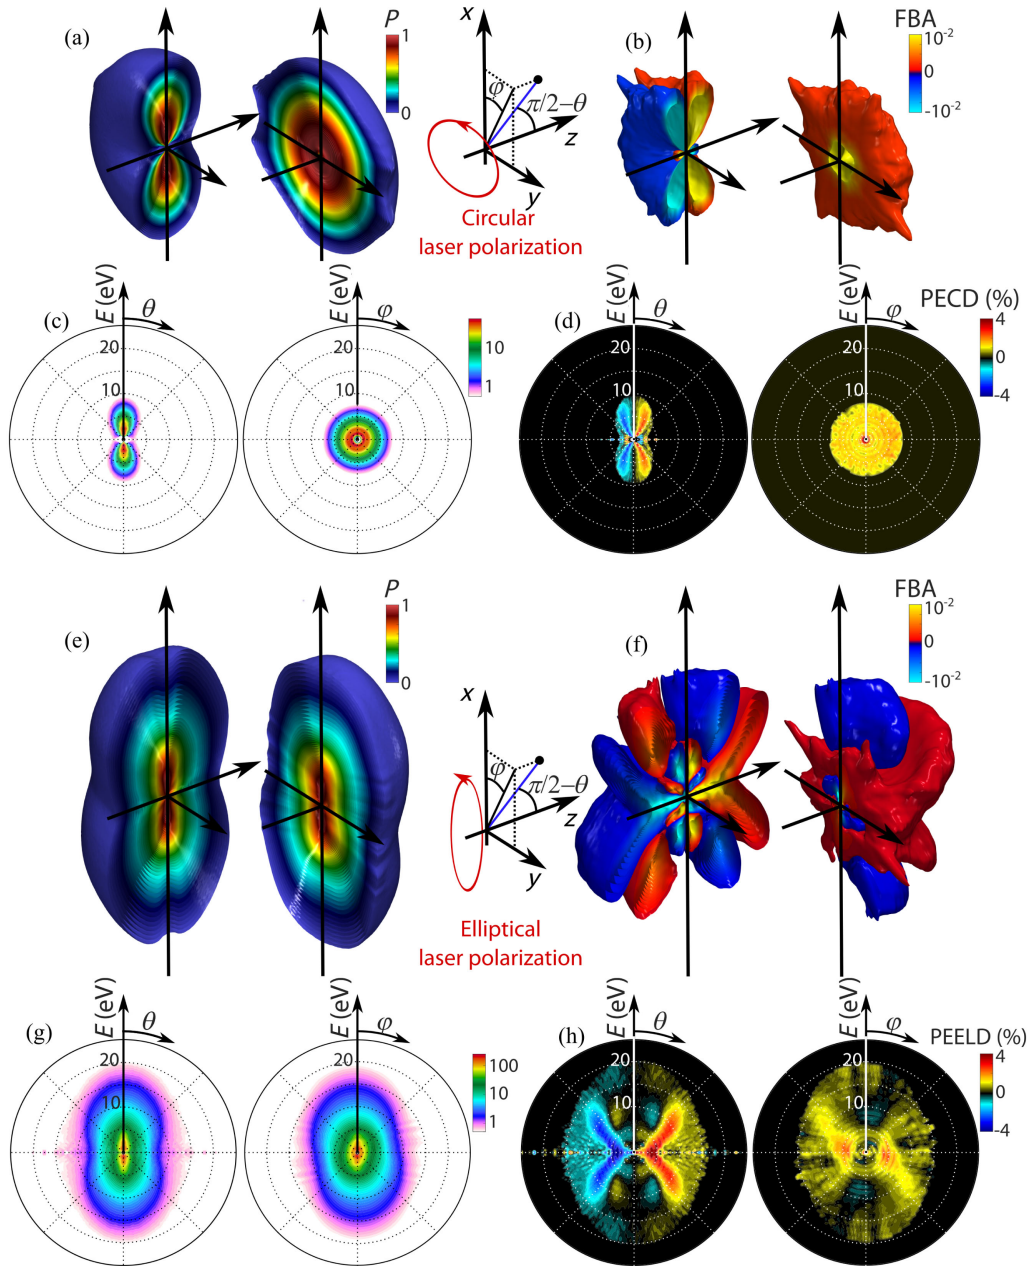 (a)
P
1
0
x
φ
π/2−θ
z
y
Circular
laser polarization
(b)
FBA
10⁻²
0
-10⁻²
(c)
E (eV)
θ
20
10
E (eV)
φ
20
10
10
1
(d)
E (eV)
θ
20
10
E (eV)
φ
20
10
PECD (%)
4
0
-4
(e)
P
1
0
x
φ
π/2−θ
z
y
Elliptical
laser polarization
(f)
FBA
10⁻²
0
-10⁻²
(g)
E (eV)
θ
20
10
E (eV)
φ
20
10
100
10
1
(h)
E (eV)
θ
20
10
E (eV)
φ
20
10
PEELD (%)
4
0
-4